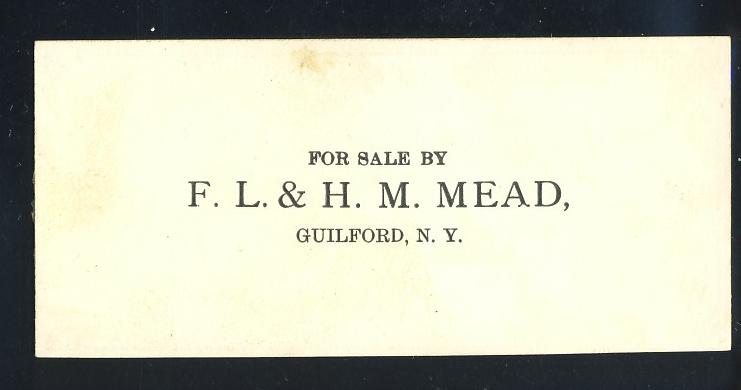 FOR SALE BY
F. L. & H. M. MEAD,
GUILFORD, N. Y.